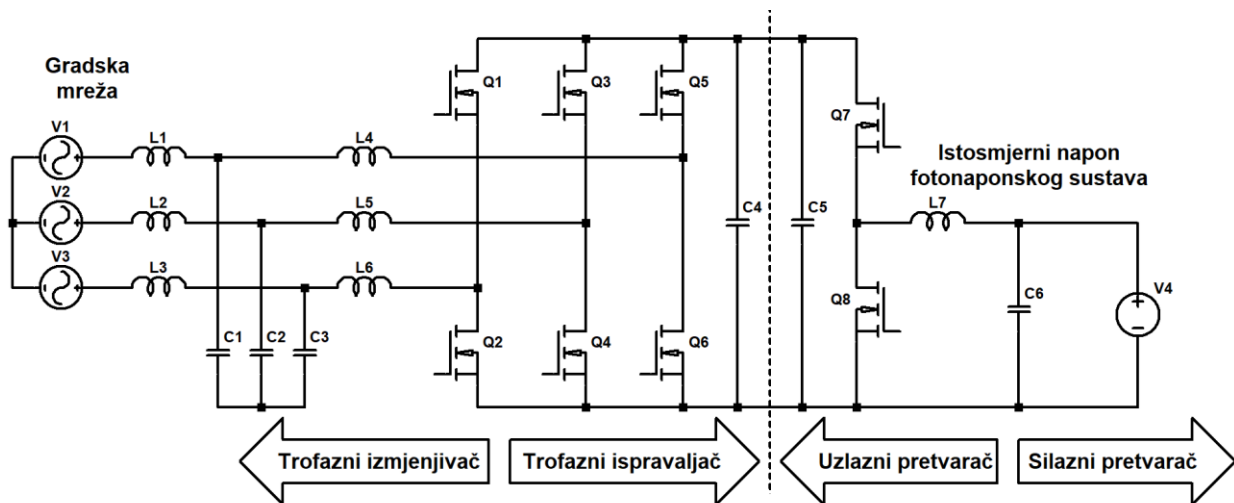 Gradska
mreža
V1
V2
V3
L1
L2
L3
L4
L5
L6
C1
C2
C3
Q1
Q3
Q5
Q2
Q4
Q6
C4
C5
Q7
Q8
Istosmjerni napon
fotonaponskog sustava
L7
C6
V4
Trofazni izmjenjivač
Trofazni ispravaljač
Uzlazni pretvarač
Silazni pretvarač